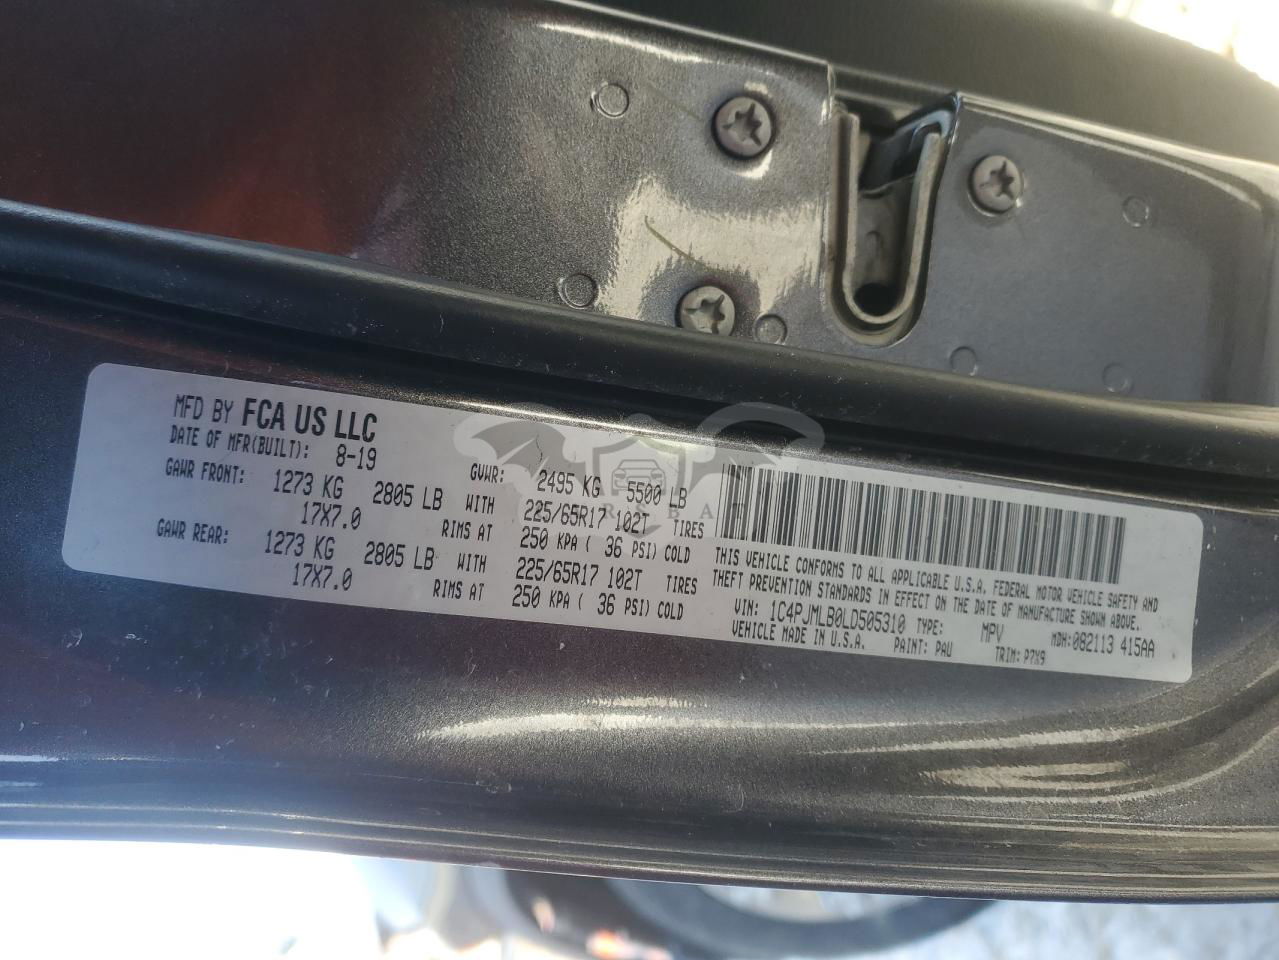 MFD BY FCA US LLC
DATE OF MFR(BUILT): 8-19
GVWR: 2495 KG 5500 LB
GAWR FRONT: 1273 KG 2805 LB WITH 225/65R17 102T TIRES
17X7.0 RIMS AT 250 KPA ( 36 PSI) COLD
GAWR REAR: 1273 KG 2805 LB WITH 225/65R17 102T TIRES
17X7.0 RIMS AT 250 KPA ( 36 PSI) COLD
THIS VEHICLE CONFORMS TO ALL APPLICABLE U.S.A. FEDERAL MOTOR VEHICLE SAFETY AND
THEFT PREVENTION STANDARDS IN EFFECT ON THE DATE OF MANUFACTURE SHOWN ABOVE.
VIN: 1C4PJMLB0LD505310 TYPE: MPV MDH:082113 415AA
VEHICLE MADE IN U.S.A. PAINT: PAU TRIM: P7X9